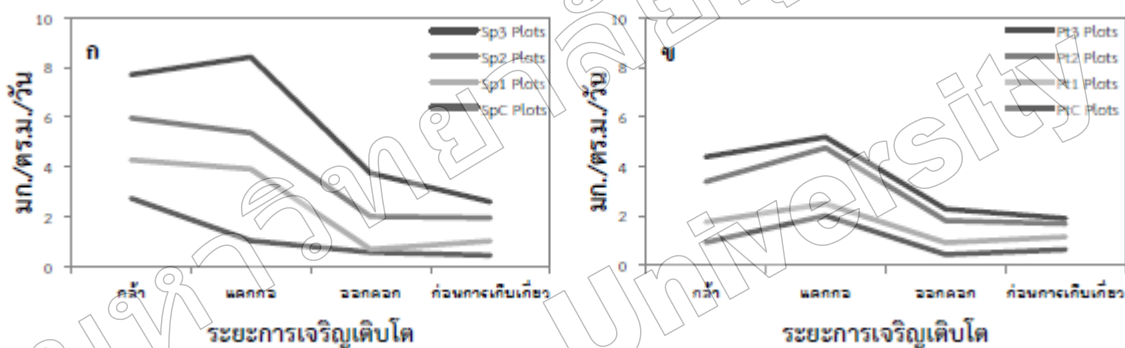 ก
10
8
6
4
2
0
มก./ตร.ม./วัน
Sp3 Plots
Sp2 Plots
Sp1 Plots
SpC Plots
กล้า แตกกอ ออกดอก ก่อนการเก็บเกี่ยว
ระยะการเจริญเติบโต
ข
10
8
6
4
2
0
มก./ตร.ม./วัน
Pt3 Plots
Pt2 Plots
Pt1 Plots
PtC Plots
กล้า แตกกอ ออกดอก ก่อนการเก็บเกี่ยว
ระยะการเจริญเติบโต
University